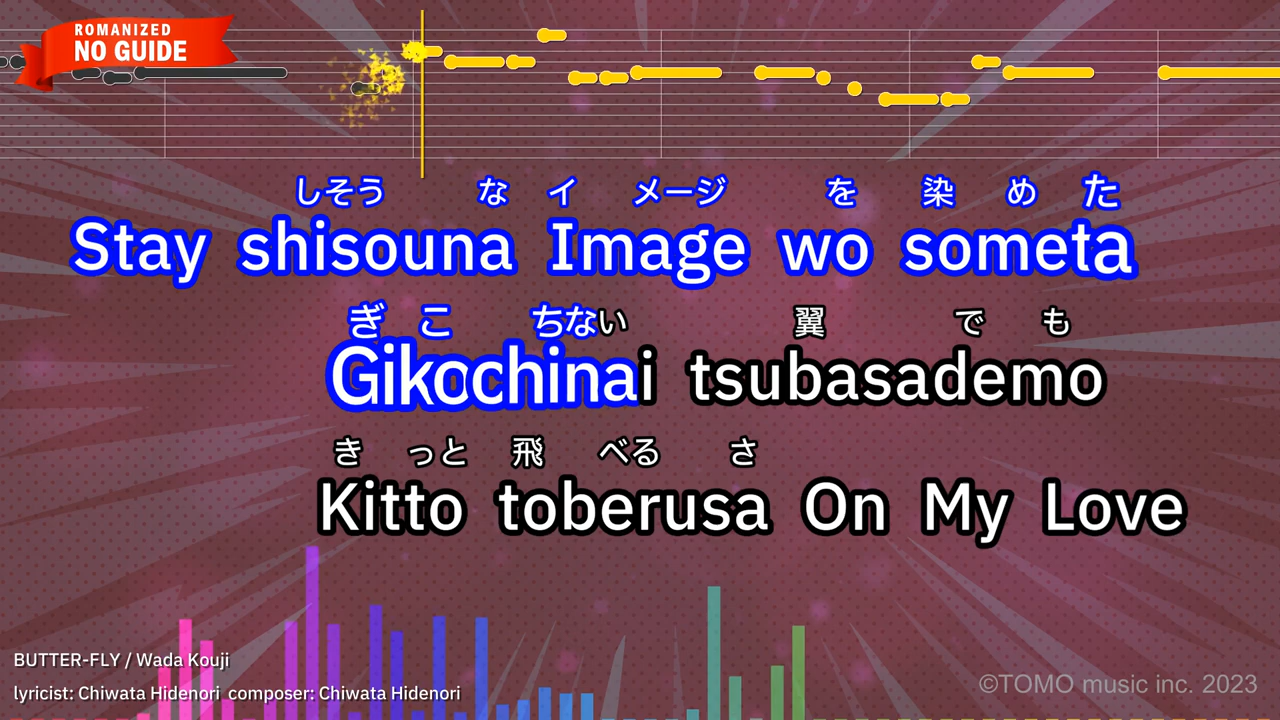 ROMANIZED
NO GUIDE
しそう な イ メージ を 染 め た
Stay shisouna Image wo someta
ぎ こ ちない 翼 で も
Gikochinai tsubasademo
き っと 飛 べる さ
Kitto toberusa On My Love
BUTTER-FLY / Wada Kouji
lyricist: Chiwata Hidenori composer: Chiwata Hidenori
©TOMO music inc. 2023